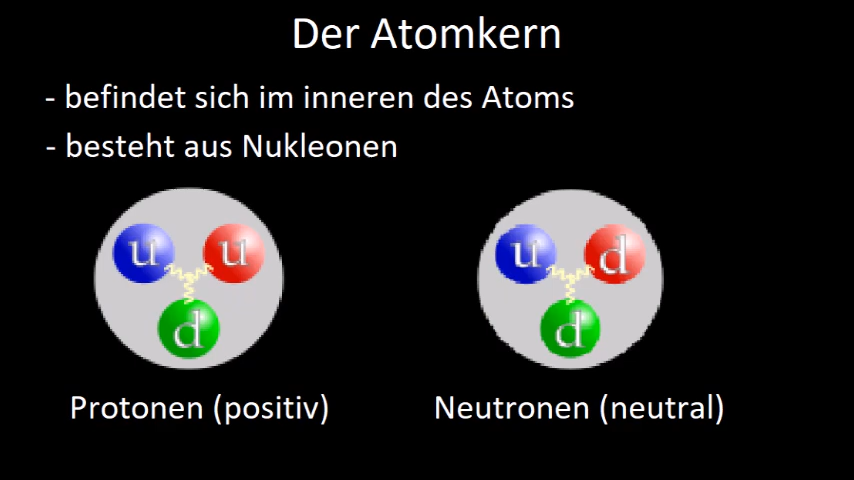 Der Atomkern
- befindet sich im inneren des Atoms
- besteht aus Nukleonen
u u
d
u d
d
Protonen (positiv)
Neutronen (neutral)